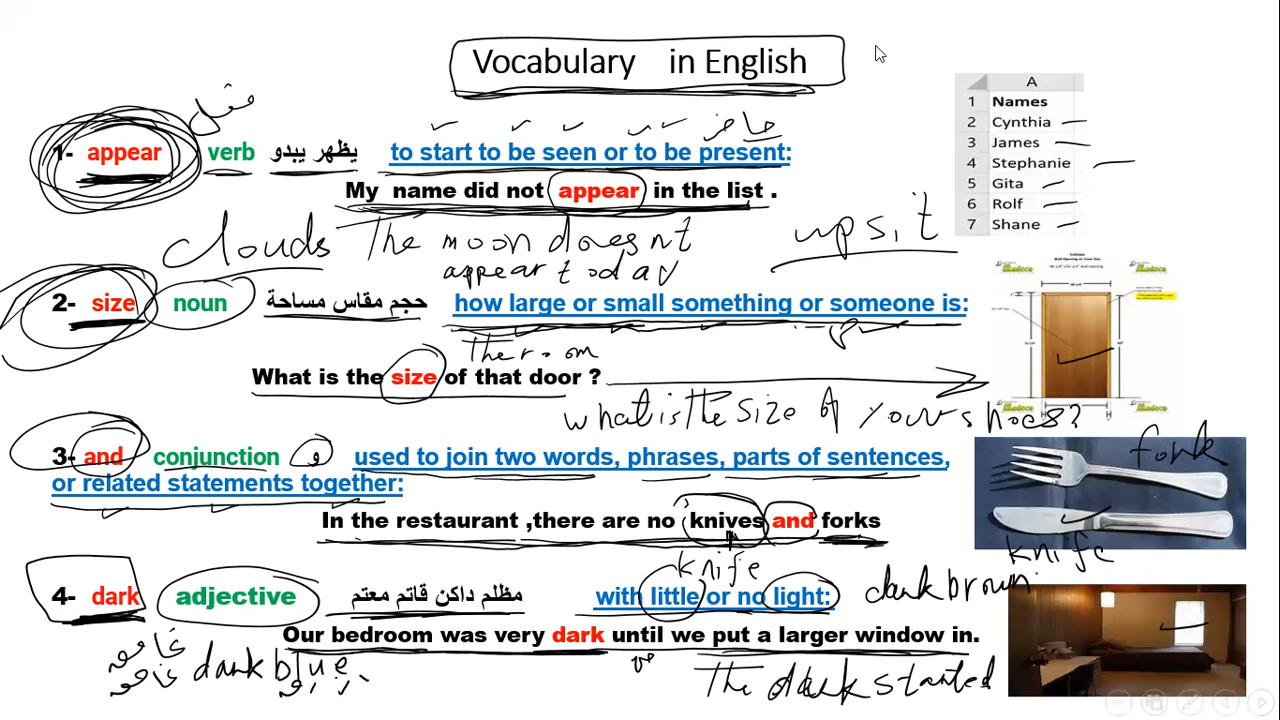 Vocabulary in English
فعل
حاضر
1- appear verb يظهر يبدو to start to be seen or to be present:
My name did not appear in the list .
clouds The moon doesnt
appear today
upsit
2- size noun حجم مقاس مساحة how large or small something or someone is:
The room
What is the size of that door ?
what is the size of your shoes?
3- and conjunction و used to join two words, phrases, parts of sentences,
or related statements together:
In the restaurant ,there are no knives and forks
knife
4- dark adjective مظلم داكن قاتم معتم with little or no light:
dark brown
Our bedroom was very dark until we put a larger window in.
dark blue
The dark started
A
1 Names
2 Cynthia
3 James
4 Stephanie
5 Gita
6 Rolf
7 Shane
fork
knife